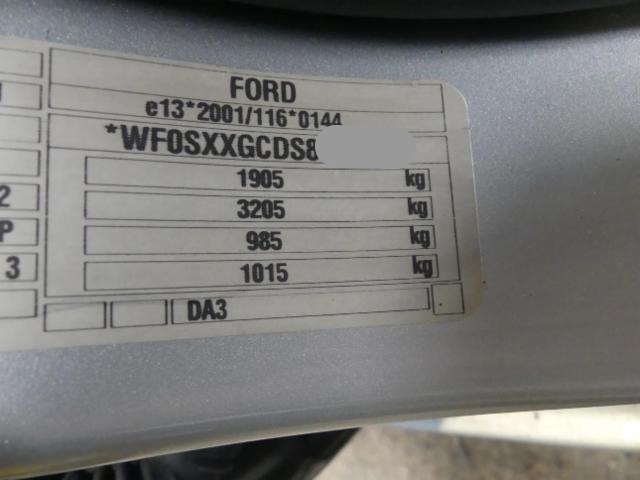 FORD
e13*2001/116*0144
*WF0SXXGCDS8
1905 kg
2
3205 kg
P
985 kg
3
1015 kg
DA3